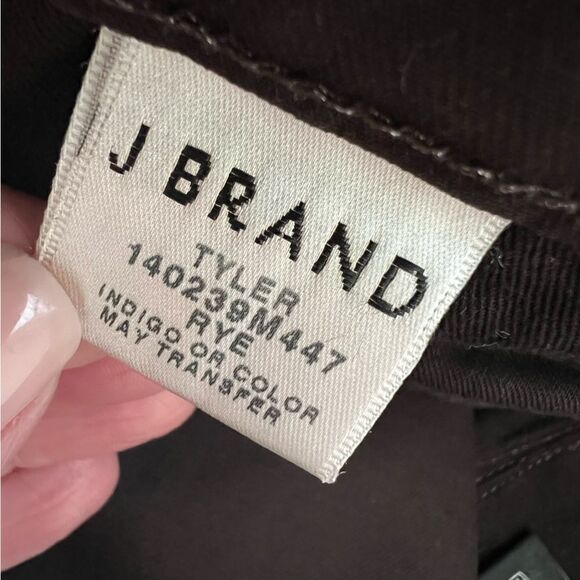 J BRAND
TYLER
140239M447
RYE
INDIGO OR COLOR
MAY TRANSFER